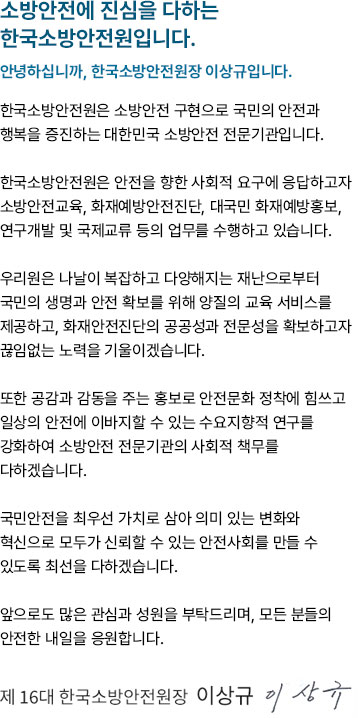 소방안전에 진심을 다하는
한국소방안전원입니다.
안녕하십니까, 한국소방안전원장 이상규입니다.
한국소방안전원은 소방안전 구현으로 국민의 안전과
행복을 증진하는 대한민국 소방안전 전문기관입니다.
한국소방안전원은 안전을 향한 사회적 요구에 응답하고자
소방안전교육, 화재예방안전진단, 대국민 화재예방홍보,
연구개발 및 국제교류 등의 업무를 수행하고 있습니다.
우리원은 나날이 복잡하고 다양해지는 재난으로부터
국민의 생명과 안전 확보를 위해 양질의 교육 서비스를
제공하고, 화재안전진단의 공공성과 전문성을 확보하고자
끊임없는 노력을 기울이겠습니다.
또한 공감과 감동을 주는 홍보로 안전문화 정착에 힘쓰고
일상의 안전에 이바지할 수 있는 수요지향적 연구를
강화하여 소방안전 전문기관의 사회적 책무를
다하겠습니다.
국민안전을 최우선 가치로 삼아 의미 있는 변화와
혁신으로 모두가 신뢰할 수 있는 안전사회를 만들 수
있도록 최선을 다하겠습니다.
앞으로도 많은 관심과 성원을 부탁드리며, 모든 분들의
안전한 내일을 응원합니다.
제 16대 한국소방안전원장 이상규 이상규